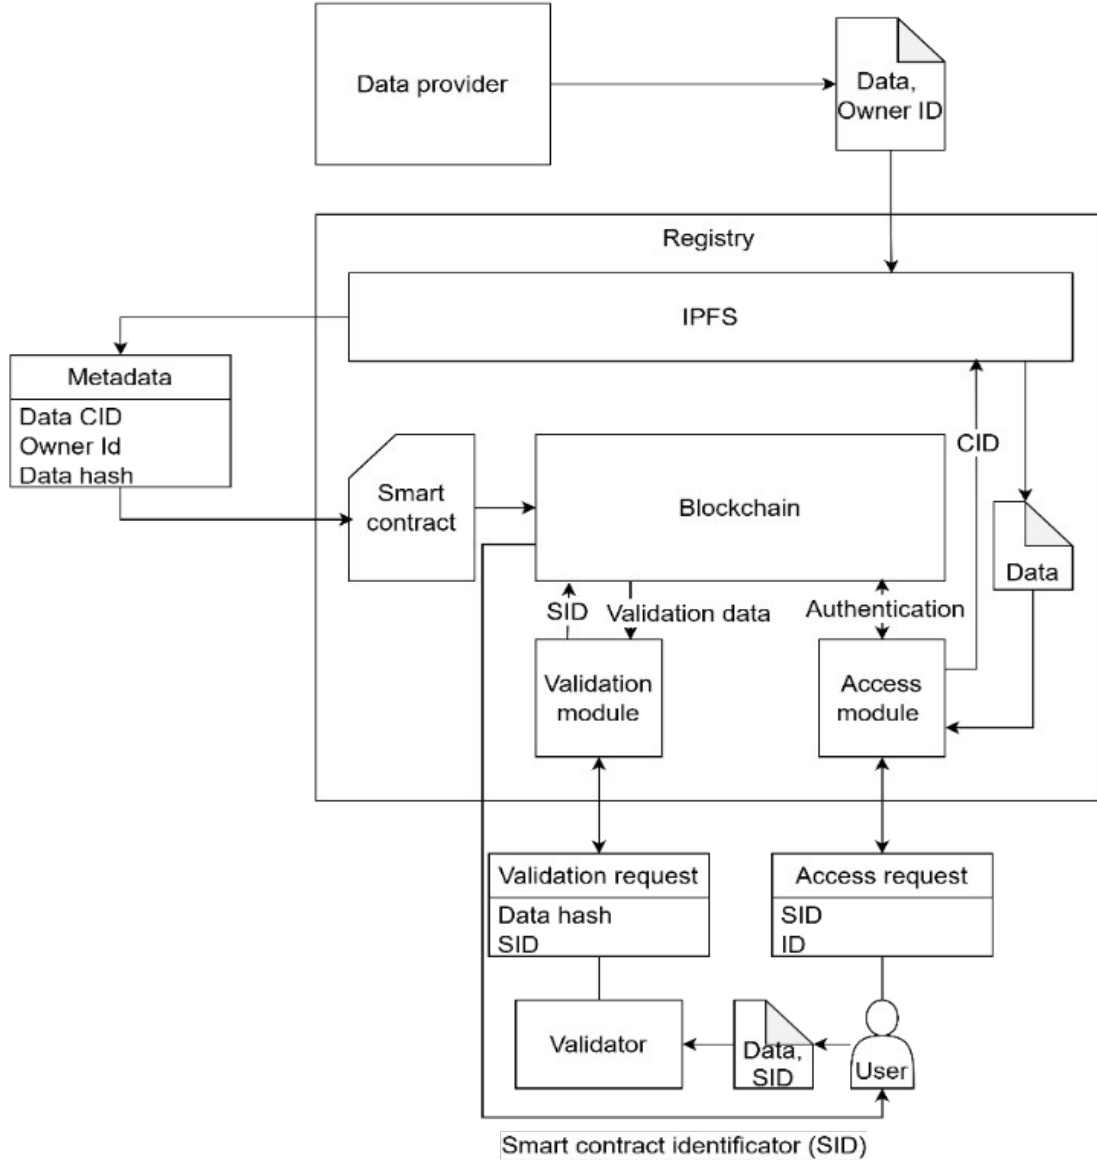 Data provider
Data,
Owner ID
Registry
IPFS
Metadata
Data CID
Owner Id
Data hash
CID
Smart
contract
Blockchain
Data
SID
Validation data
Authentication
Validation
module
Access
module
Validation request
Data hash
SID
Access request
SID
ID
Validator
Data,
SID
User
Smart contract identificator (SID)